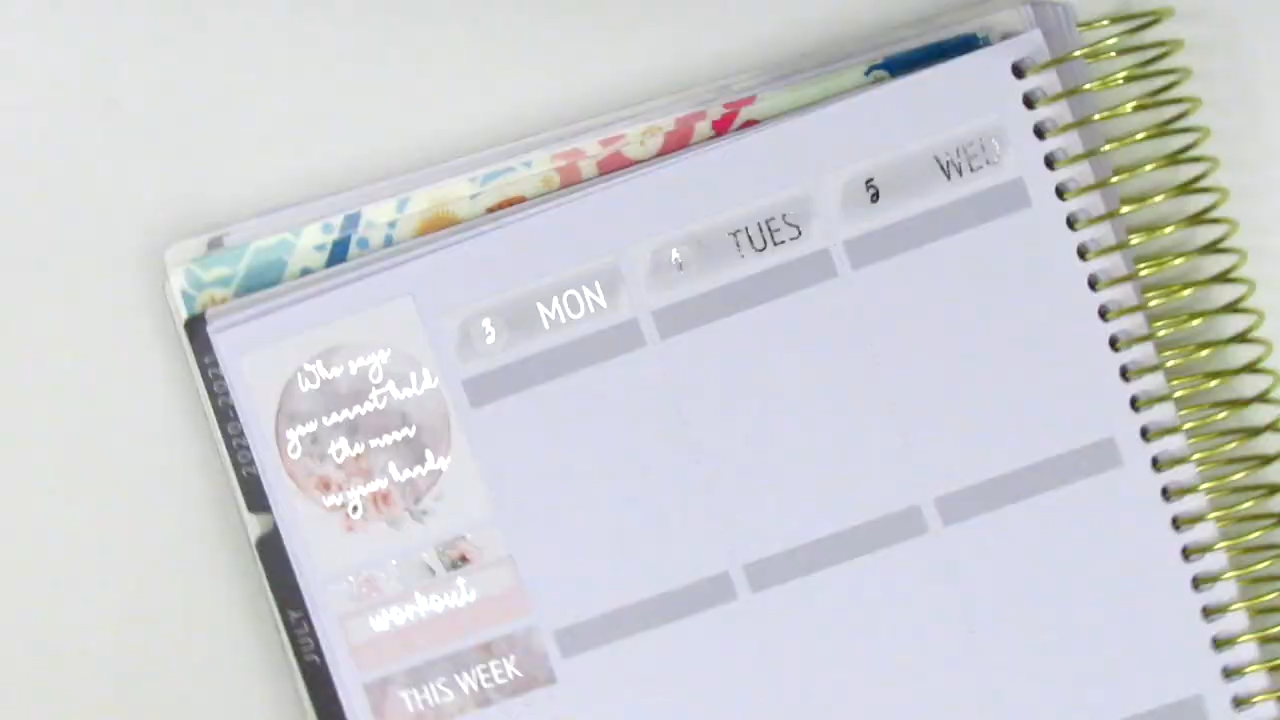 3 MON
4 TUES
5 WED
Who says
you cannot hold
the moon
in your hands
workout
THIS WEEK
2020-2021
JULY